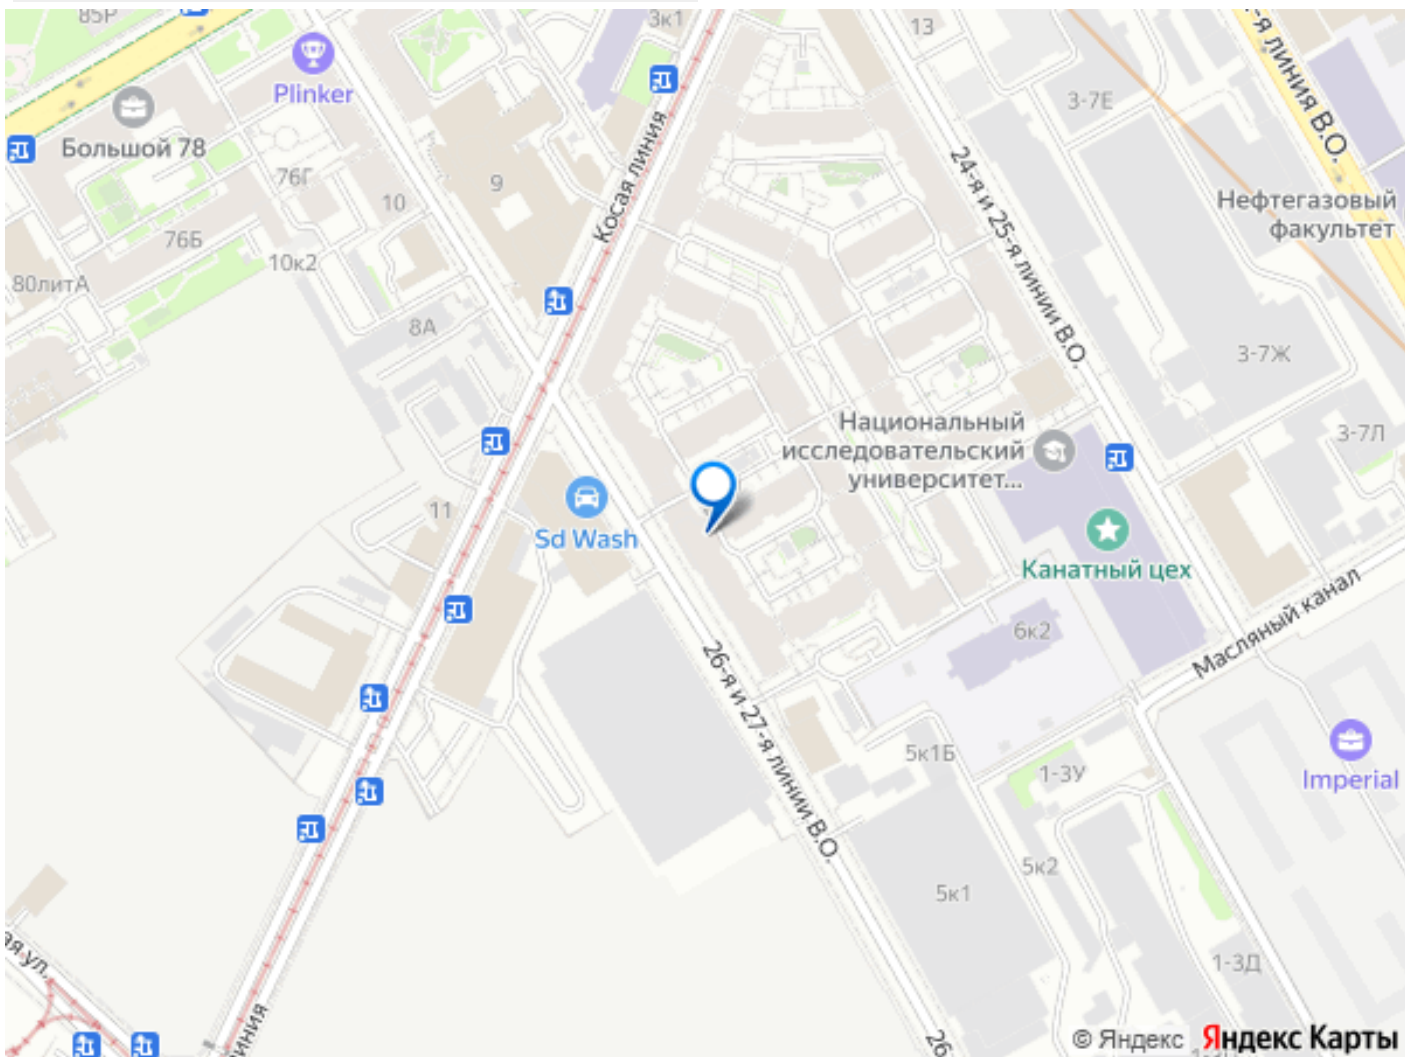 85Р
3к1
13
Plinker
Большой 78
3-7Е
-я линия В.О.
76Г
9
Косая линия
24-я и 25-я линии В.О.
10
Нефтегазовый
факультет
76Б
10к2
80литА
8А
3-7Ж
Национальный
исследовательский
университет...
3-7Л
11
Sd Wash
Канатный цех
6к2
Масляный канал
26-я и 27-я линии В.О.
5к1Б
1-3У
Imperial
5к2
5к1
ая ул.
1-3Д
линия
26
© Яндекс
Яндекс Карты